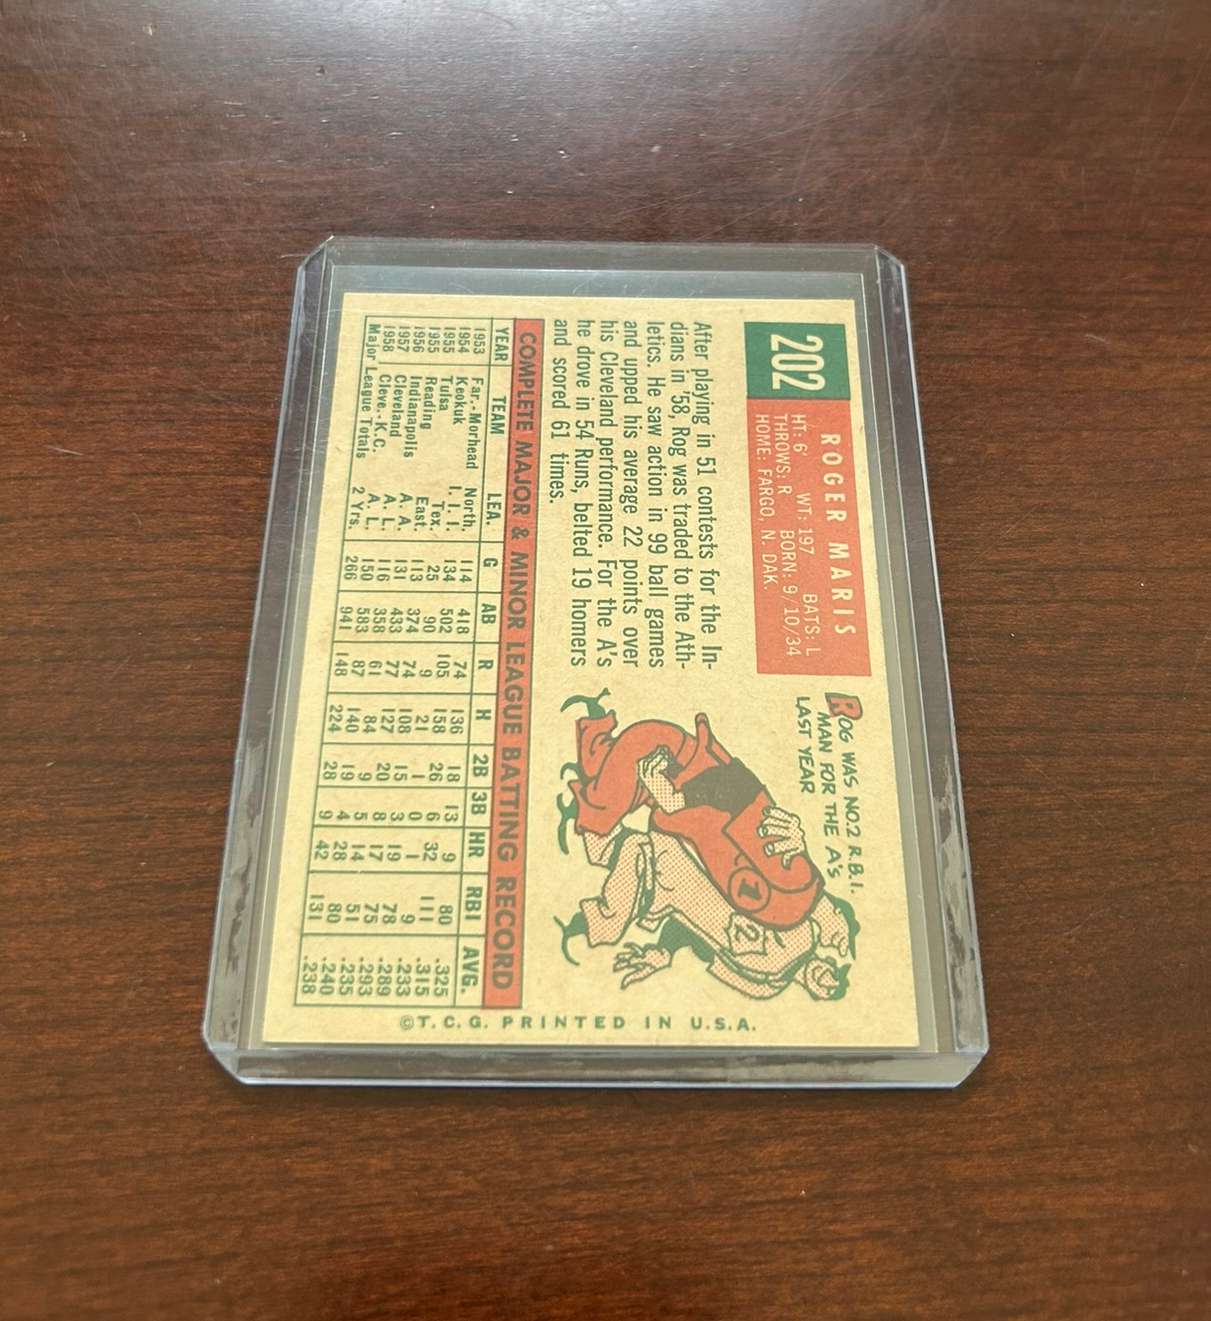 202
ROGER MARIS
HT: 6' WT: 197 BATS: L
THROWS: R BORN: 9/10/34
HOME: FARGO, N. DAK.
ROG WAS NO.2 R.B.I.
MAN FOR THE A's
LAST YEAR
After playing in 51 contests for the In-
dians in '58, Rog was traded to the Ath-
letics. He saw action in 99 ball games
and upped his average 22 points over
his Cleveland performance. For the A's
he drove in 54 Runs, belted 19 homers
and scored 61 times.
1
2
COMPLETE MAJOR & MINOR LEAGUE BATTING RECORD
YEAR TEAM LEA. G AB R H 2B 3B HR RBI AVG.
1953 Far.-Morhead North. 114 418 74 136 18 13 9 80 .325
1954 Keokuk I. I. I. 134 502 105 158 26 6 32 111 .315
1955 Tulsa Tex. 25 90 9 21 1 0 1 9 .233
1955 Reading East. 113 374 74 108 15 3 19 78 .289
1956 Indianapolis A. A. 131 433 77 127 20 8 17 75 .293
1957 Cleveland A. L. 116 358 61 84 9 5 14 51 .235
1958 Cleve.-K.C. A. L. 150 583 87 140 19 4 28 80 .240
Major League Totals 2 Yrs. 266 941 148 224 28 9 42 131 .238
©T. C. G. PRINTED IN U.S.A.